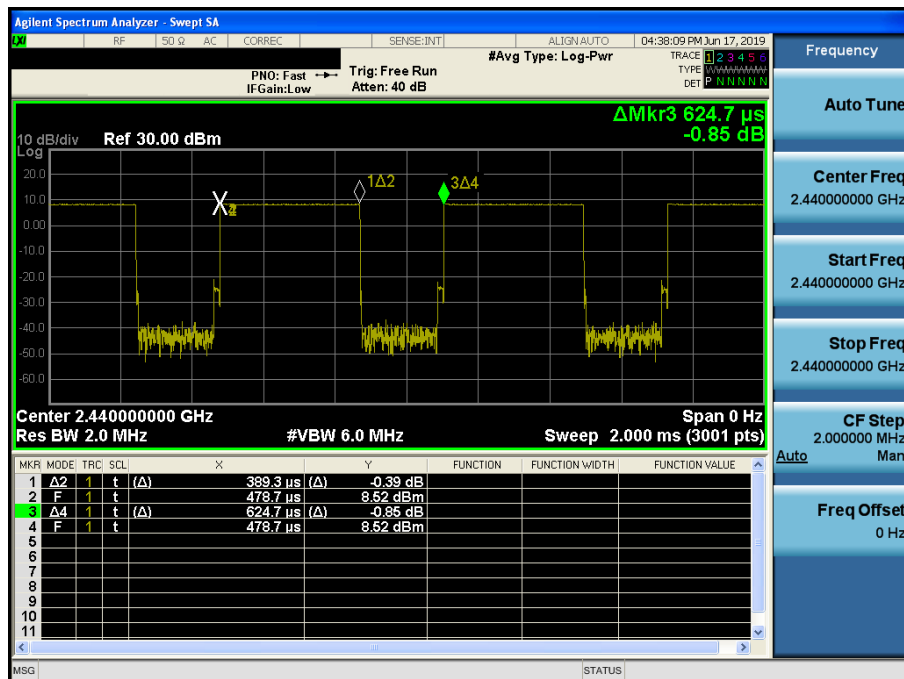 Agilent Spectrum Analyzer - Swept SA
LXI RF 50 Ω AC CORREC SENSE:INT ALIGN AUTO 04:38:09 PM Jun 17, 2019
#Avg Type: Log-Pwr
TRACE 1 2 3 4 5 6
PNO: Fast Trig: Free Run
TYPE
IFGain:Low Atten: 40 dB
DET P N N N N N
ΔMkr3 624.7 µs
-0.85 dB
10 dB/div Ref 30.00 dBm
Log
20.0
10.0
0.00
-10.0
-20.0
-30.0
-40.0
-50.0
-60.0
X
1Δ2
3Δ4
Center 2.440000000 GHz Span 0 Hz
Res BW 2.0 MHz #VBW 6.0 MHz Sweep 2.000 ms (3001 pts)
MKR MODE TRC SCL X Y FUNCTION FUNCTION WIDTH FUNCTION VALUE
1 Δ2 1 t (Δ) 389.3 µs (Δ) -0.39 dB
2 F 1 t 478.7 µs 8.52 dBm
3 Δ4 1 t (Δ) 624.7 µs (Δ) -0.85 dB
4 F 1 t 478.7 µs 8.52 dBm
5
6
7
8
9
10
11
MSG STATUS
Frequency
Auto Tune
Center Freq
2.440000000 GHz
Start Freq
2.440000000 GHz
Stop Freq
2.440000000 GHz
CF Step
2.000000 MHz
Auto Man
Freq Offset
0 Hz